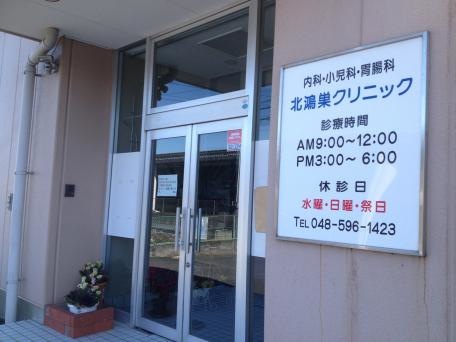 内科・小児科・胃腸科
北鴻巣クリニック
診療時間
AM9:00～12:00
PM3:00～ 6:00
休診日
水曜・日曜・祭日
TEL 048-596-1423